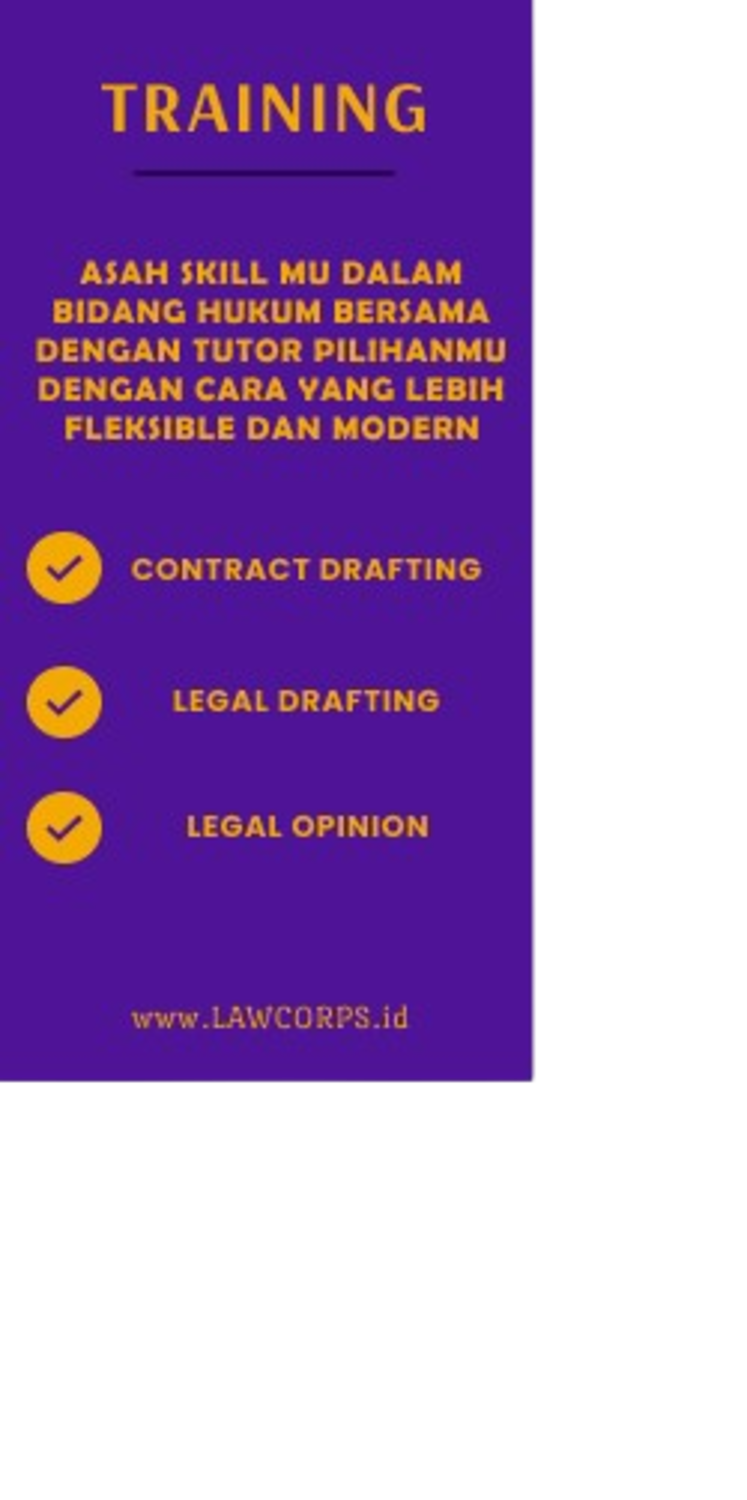 TRAINING
ASAH SKILL MU DALAM
BIDANG HUKUM BERSAMA
DENGAN TUTOR PILIHANMU
DENGAN CARA YANG LEBIH
FLEKSIBLE DAN MODERN
CONTRACT DRAFTING
LEGAL DRAFTING
LEGAL OPINION
www.LAWCORPS.id